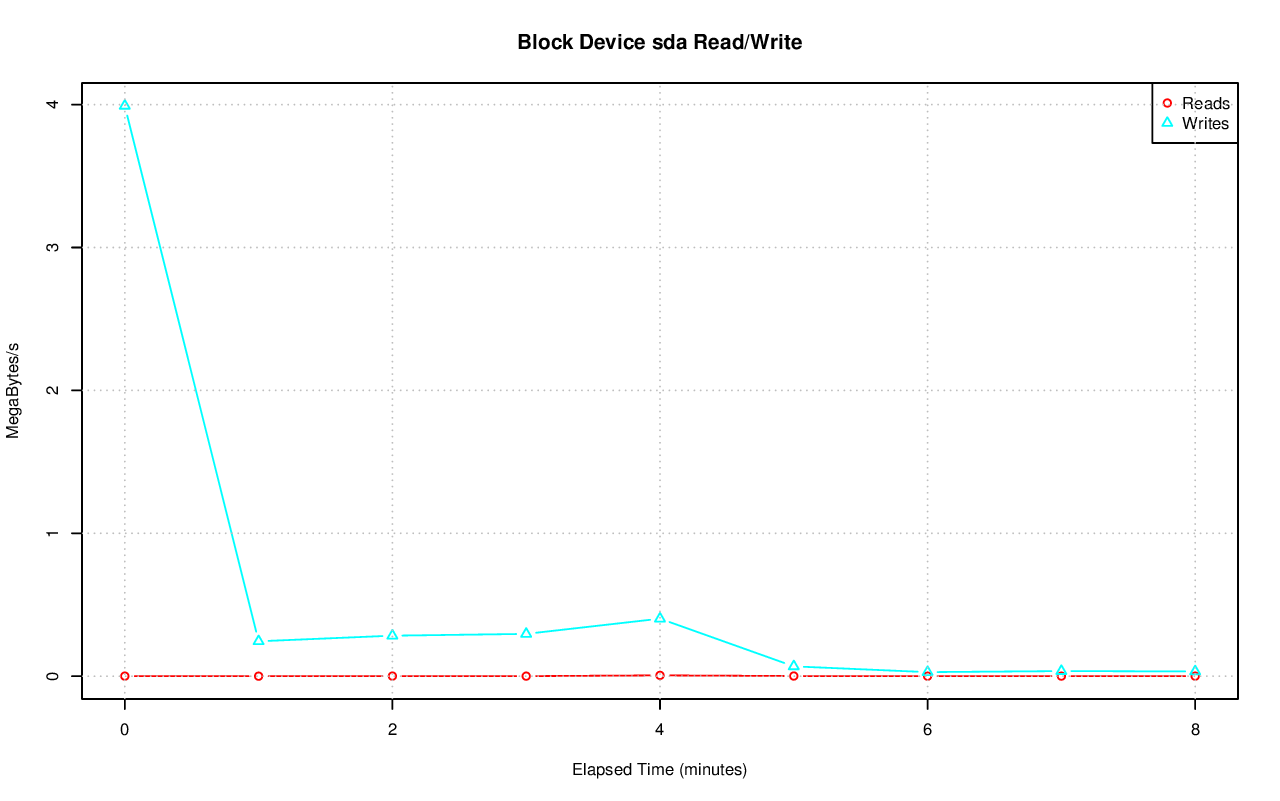 Block Device sda Read/Write
Reads
Writes
4
3
2
1
0
MegaBytes/s
0 2 4 6 8
Elapsed Time (minutes)